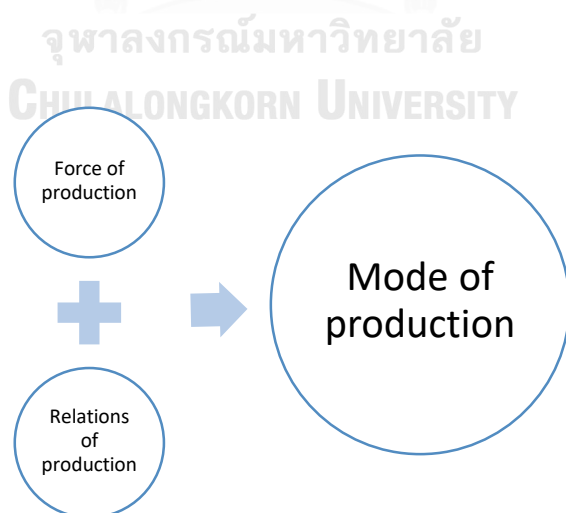 จุฬาลงกรณ์มหาวิทยาลัย
CHULALONGKORN UNIVERSITY
Force of
production
Relations
of
production
Mode of
production